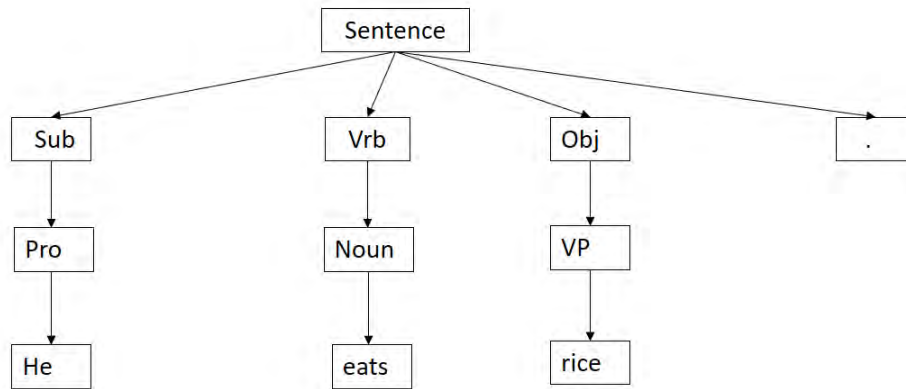 Sentence
Sub Vrb Obj .
Pro Noun VP
He eats rice